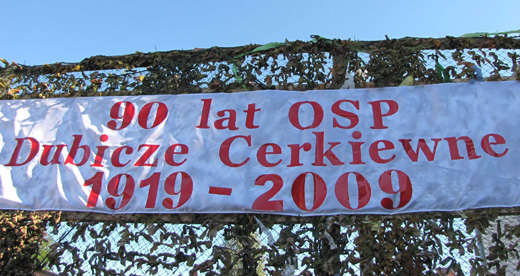 90 lat OSP
Dubicze Cerkiewne
1919-2009